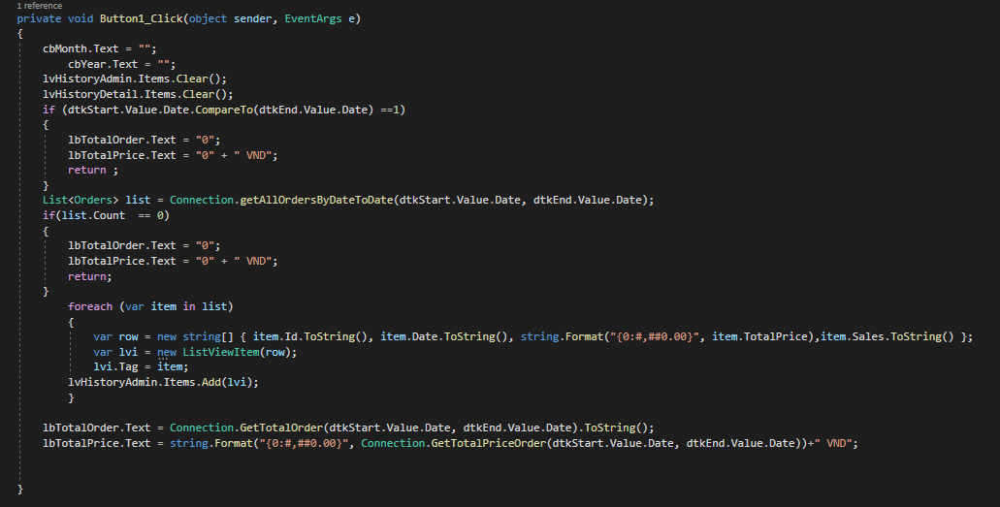 1 reference
private void Button1_Click(object sender, EventArgs e)
{
cbMonth.Text = "";
cbYear.Text = "";
lvHistoryAdmin.Items.Clear();
lvHistoryDetail.Items.Clear();
if (dtkStart.Value.Date.CompareTo(dtkEnd.Value.Date) ==1)
{
lbTotalOrder.Text = "0";
lbTotalPrice.Text = "0" + " VND";
return ;
}
List<Orders> list = Connection.getAllOrdersByDateToDate(dtkStart.Value.Date, dtkEnd.Value.Date);
if(list.Count  == 0)
{
lbTotalOrder.Text = "0";
lbTotalPrice.Text = "0" + " VND";
return;
}
foreach (var item in list)
{
var row = new string[] { item.Id.ToString(), item.Date.ToString(), string.Format("{0:#,##0.00}", item.TotalPrice),item.Sales.ToString() };
var lvi = new ListViewItem(row);
lvi.Tag = item;
lvHistoryAdmin.Items.Add(lvi);
}
lbTotalOrder.Text = Connection.GetTotalOrder(dtkStart.Value.Date, dtkEnd.Value.Date).ToString();
lbTotalPrice.Text = string.Format("{0:#,##0.00}", Connection.GetTotalPriceOrder(dtkStart.Value.Date, dtkEnd.Value.Date))+" VND";
}